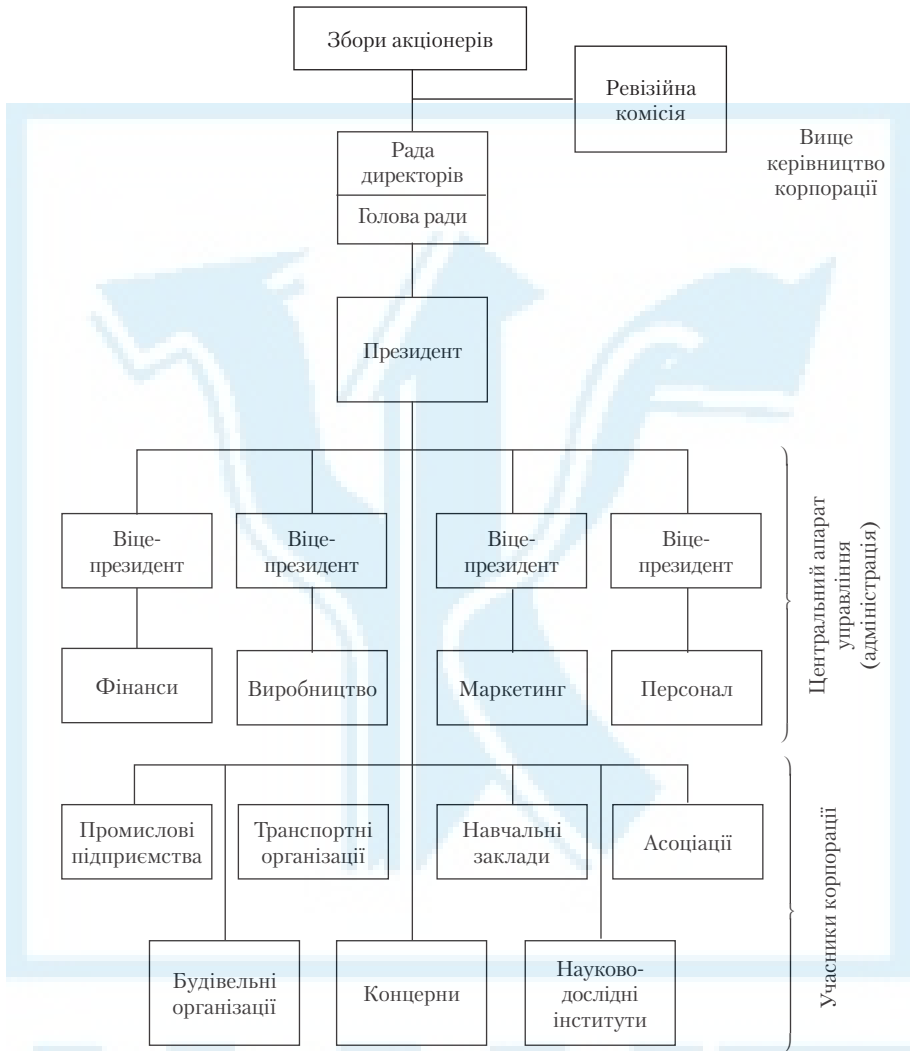 Збори акціонерів
Ревізійна
комісія
Вище
керівництво
корпорації
Рада
директорів
Голова ради
Президент
Віце-
президент
Віце-
президент
Віце-
президент
Віце-
президент
Центральний апарат
управління
(адміністрація)
Фінанси
Виробництво
Маркетинг
Персонал
Промислові
підприємства
Транспортні
організації
Навчальні
заклади
Асоціації
Учасники корпорації
Будівельні
організації
Концерни
Науково-
дослідні
інститути